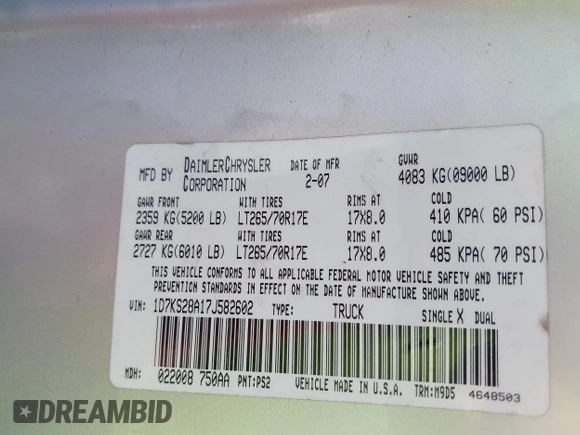 MFD BY DAIMLERCHRYSLER CORPORATION DATE OF MFR 2-07 GVWR 4083 KG(09000 LB)
GAWR FRONT WITH TIRES RIMS AT COLD
2359 KG(5200 LB) LT265/70R17E 17X8.0 410 KPA( 60 PSI)
GAWR REAR WITH TIRES RIMS AT COLD
2727 KG(6010 LB) LT265/70R17E 17X8.0 485 KPA( 70 PSI)
THIS VEHICLE CONFORMS TO ALL APPLICABLE FEDERAL MOTOR VEHICLE SAFETY AND THEFT
PREVENTION STANDARDS IN EFFECT ON THE DATE OF MANUFACTURE SHOWN ABOVE.
VIN: 1D7KS28A17J582602 TYPE: TRUCK SINGLE X DUAL
MDH: 022008 750AA PNT:PS2 VEHICLE MADE IN U.S.A. TRM:M9D5 4648503
DREAMBID